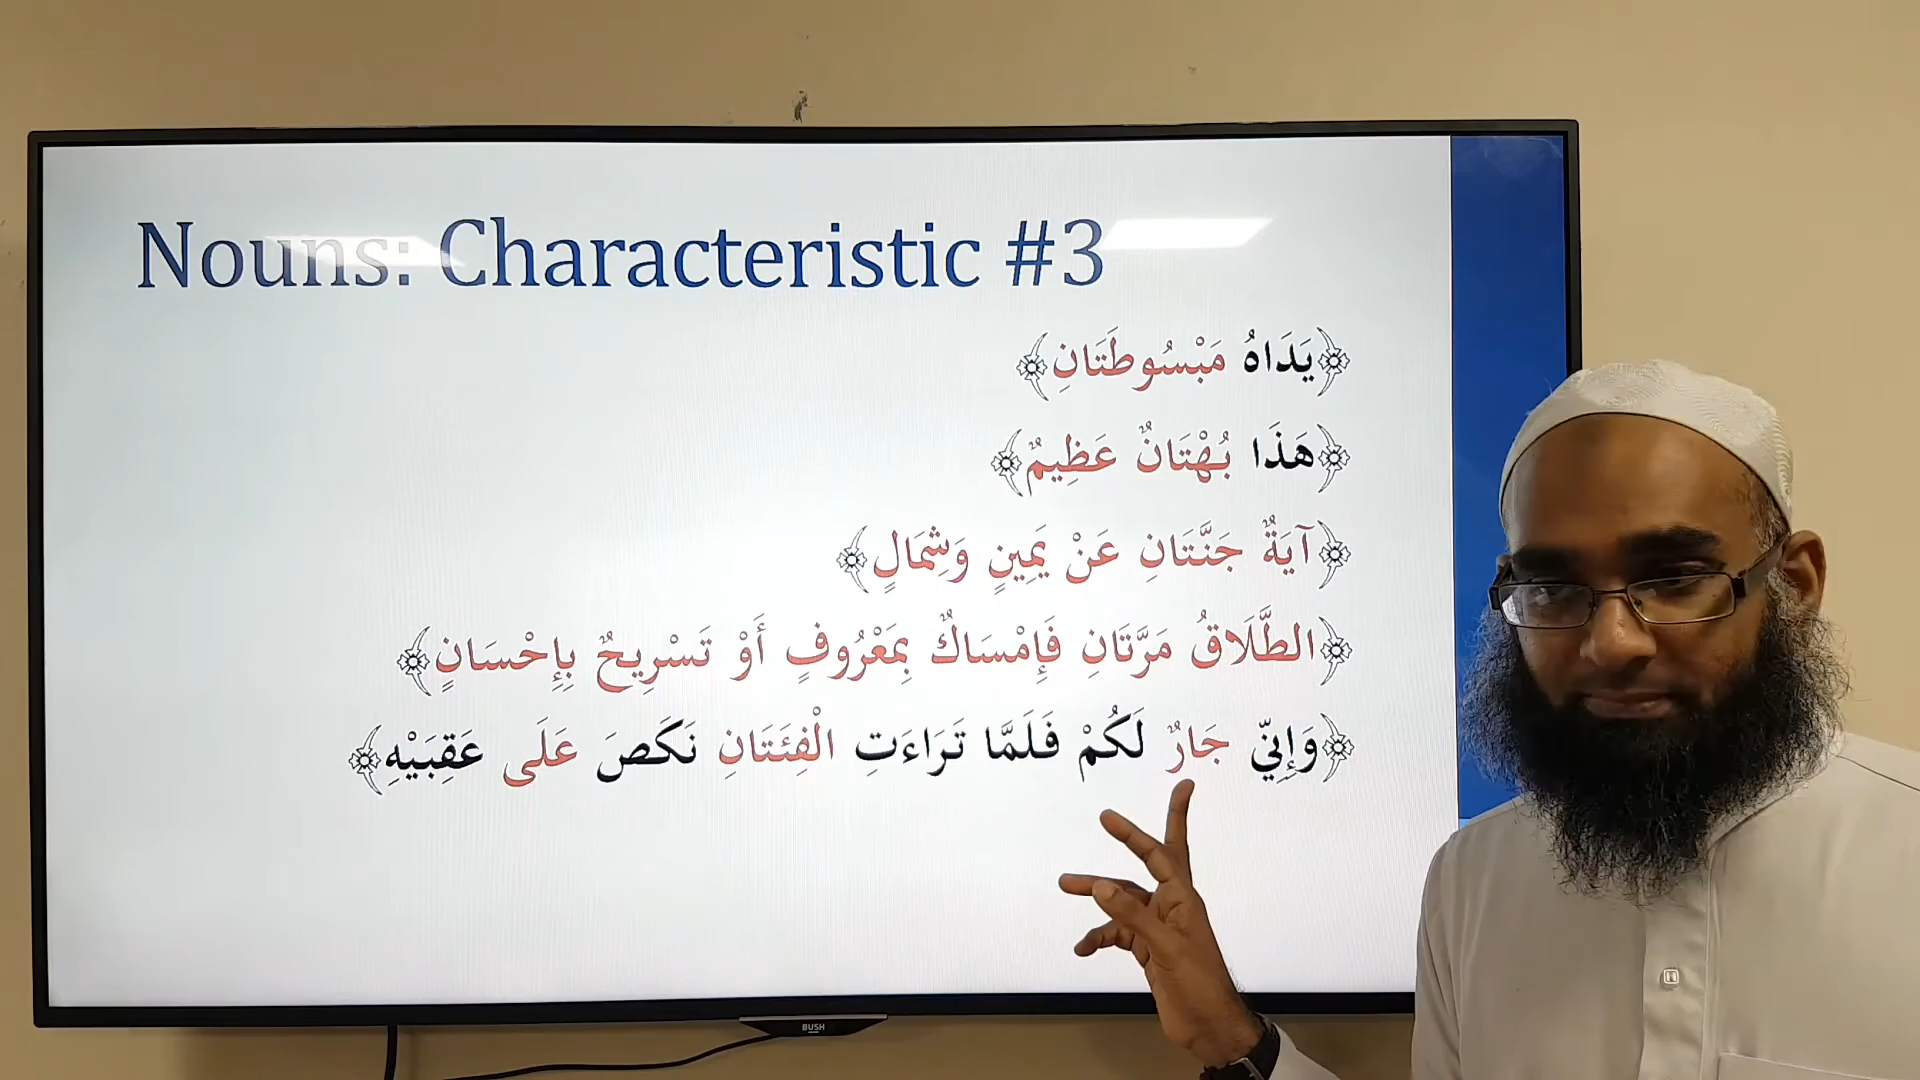 Nouns: Characteristic #3
﴿يَدَاهُ مَبْسُوطَتَانِ﴾
﴿هَذَا بُهْتَانٌ عَظِيمٌ﴾
﴿آيَةٌ جَنَّتَانِ عَنْ يَمِينٍ وَشِمَالٍ﴾
﴿الطَّلَاقُ مَرَّتَانِ فَإِمْسَاكٌ بِمَعْرُوفٍ أَوْ تَسْرِيحٌ بِإِحْسَانٍ﴾
﴿وَإِنِّي جَارٌ لَكُمْ فَلَمَّا تَرَاءَتِ الْفِئَتَانِ نَكَصَ عَلَى عَقِبَيْهِ﴾
BUSH